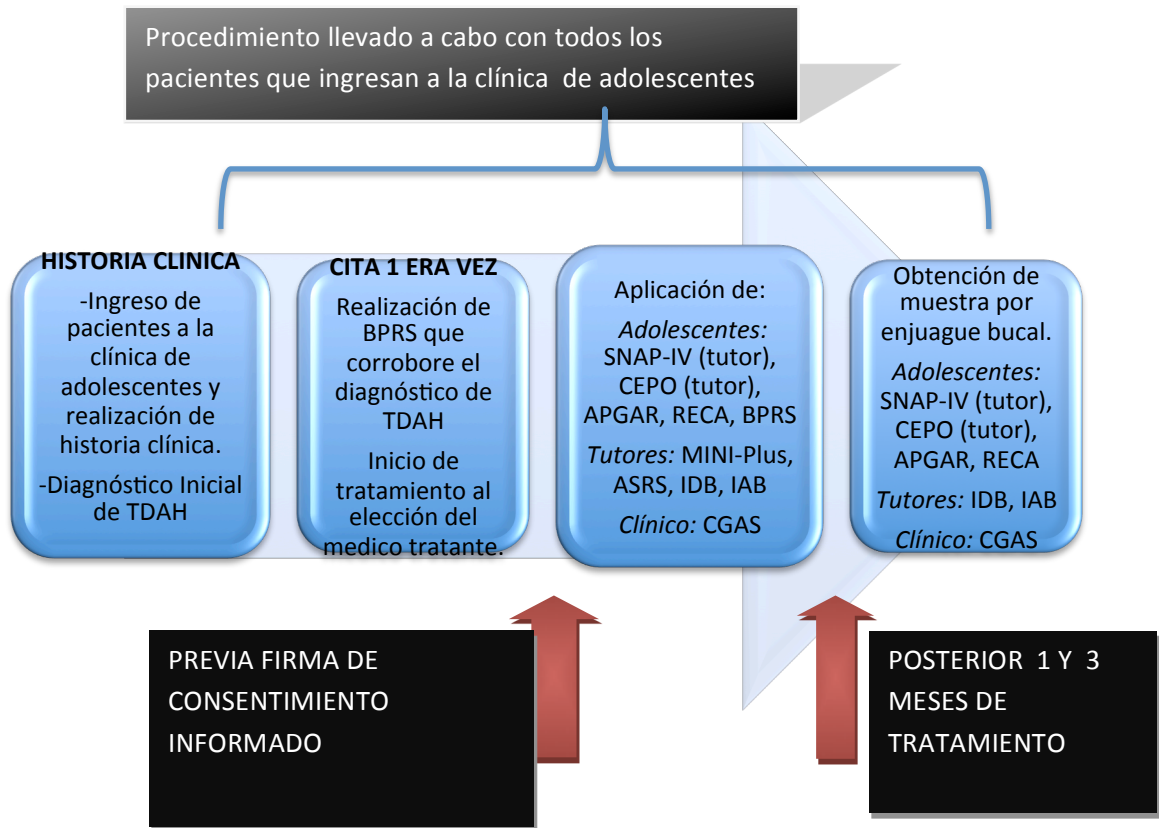 Procedimiento llevado a cabo con todos los
pacientes que ingresan a la clínica de adolescentes
HISTORIA CLINICA
-Ingreso de
pacientes a la
clínica de
adolescentes y
realización de
historia clínica.
-Diagnóstico Inicial
de TDAH
CITA 1 ERA VEZ
Realización de
BPRS que
corrobore el
diagnóstico de
TDAH
Inicio de
tratamiento al
elección del
medico tratante.
Aplicación de:
Adolescentes:
SNAP-IV (tutor),
CEPO (tutor),
APGAR, RECA, BPRS
Tutores: MINI-Plus,
ASRS, IDB, IAB
Clínico: CGAS
Obtención de
muestra por
enjuague bucal.
Adolescentes:
SNAP-IV (tutor),
CEPO (tutor),
APGAR, RECA
Tutores: IDB, IAB
Clínico: CGAS
PREVIA FIRMA DE
CONSENTIMIENTO
INFORMADO
POSTERIOR 1 Y 3
MESES DE
TRATAMIENTO